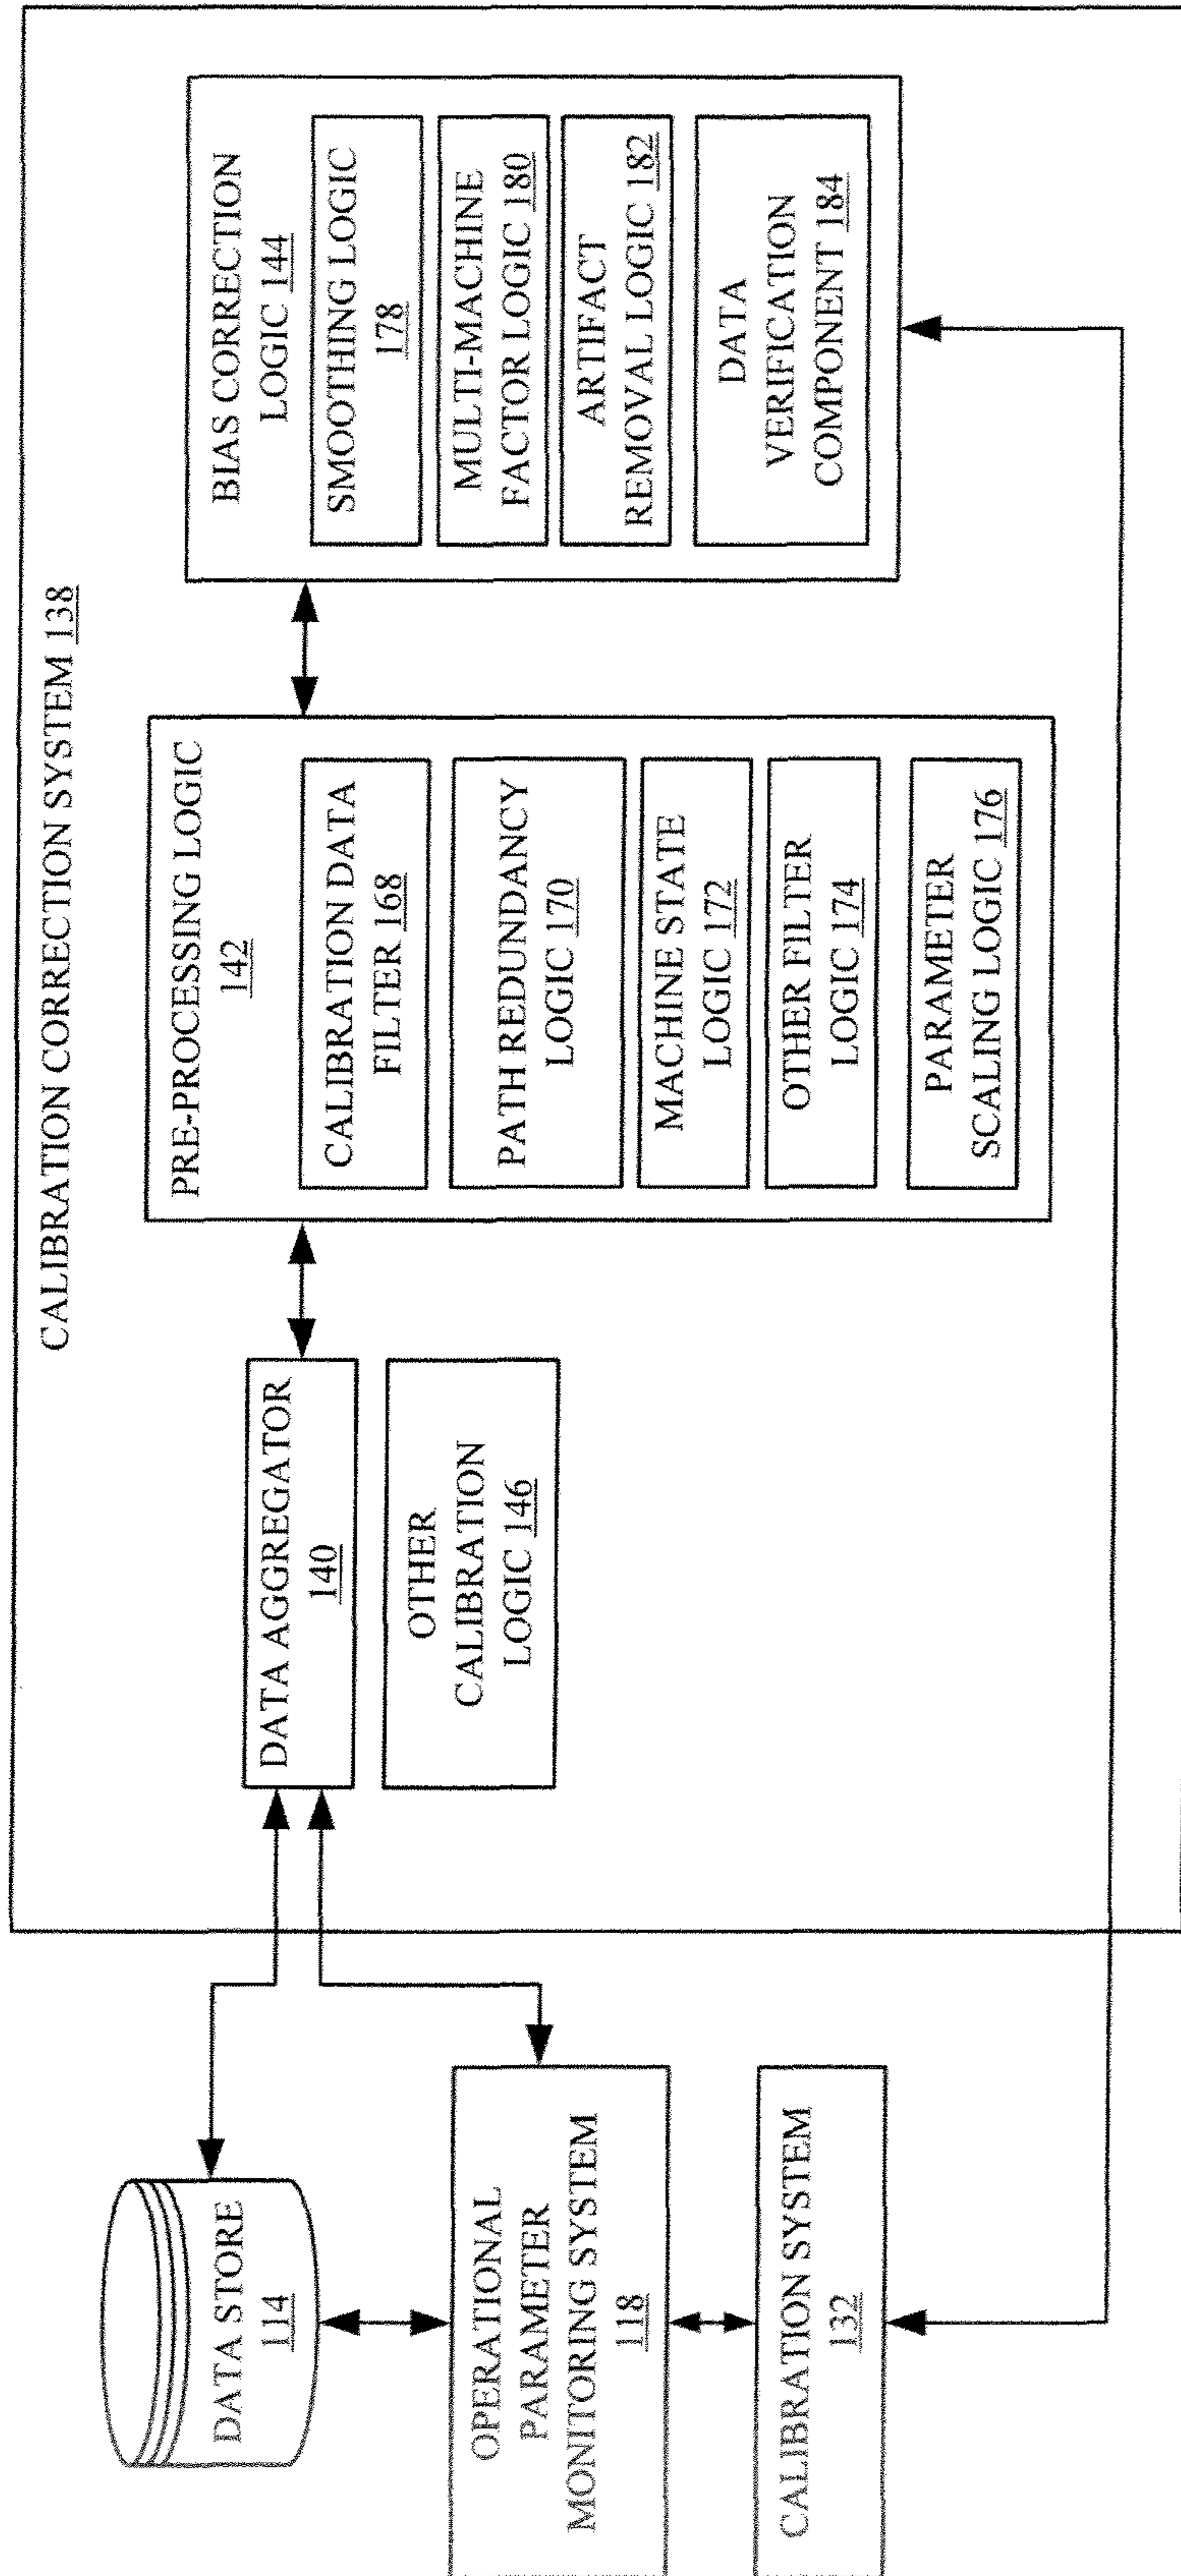 CALIBRATION CORRECTION SYSTEM 138
DATA STORE
114
OPERATIONAL
PARAMETER
MONITORING SYSTEM
118
CALIBRATION SYSTEM
132
DATA AGGREGATOR
140
OTHER
CALIBRATION
LOGIC 146
PRE-PROCESSING LOGIC
142
CALIBRATION DATA
FILTER 168
PATH REDUNDANCY
LOGIC 170
MACHINE STATE
LOGIC 172
OTHER FILTER
LOGIC 174
PARAMETER
SCALING LOGIC 176
BIAS CORRECTION
LOGIC 144
SMOOTHING LOGIC
178
MULTI-MACHINE
FACTOR LOGIC 180
ARTIFACT
REMOVAL LOGIC 182
DATA
VERIFICATION
COMPONENT 184